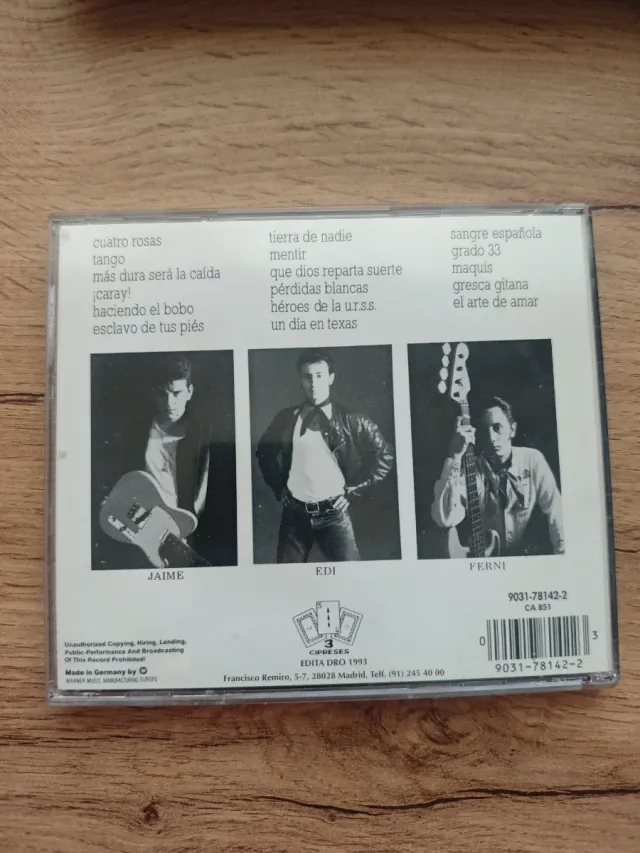 cuatro rosas
tango
más dura será la caída
¡caray!
haciendo el bobo
esclavo de tus piés
tierra de nadie
mentir
que dios reparta suerte
pérdidas blancas
héroes de la u.r.s.s.
un día en texas
sangre española
grado 33
maquis
gresca gitana
el arte de amar
JAIME
EDI
FERNI
Unauthorized Copying, Hiring, Lending,
Public-Performance And Broadcasting
Of This Record Prohibited!
Made in Germany by
WARNER MUSIC MANUFACTURING EUROPE
3
CIPRESES
EDITA DRO 1993
Francisco Remiro, 5-7, 28028 Madrid, Telf. (91) 245 40 00
9031-78142-2
CA 851
0
3
9031-78142-2